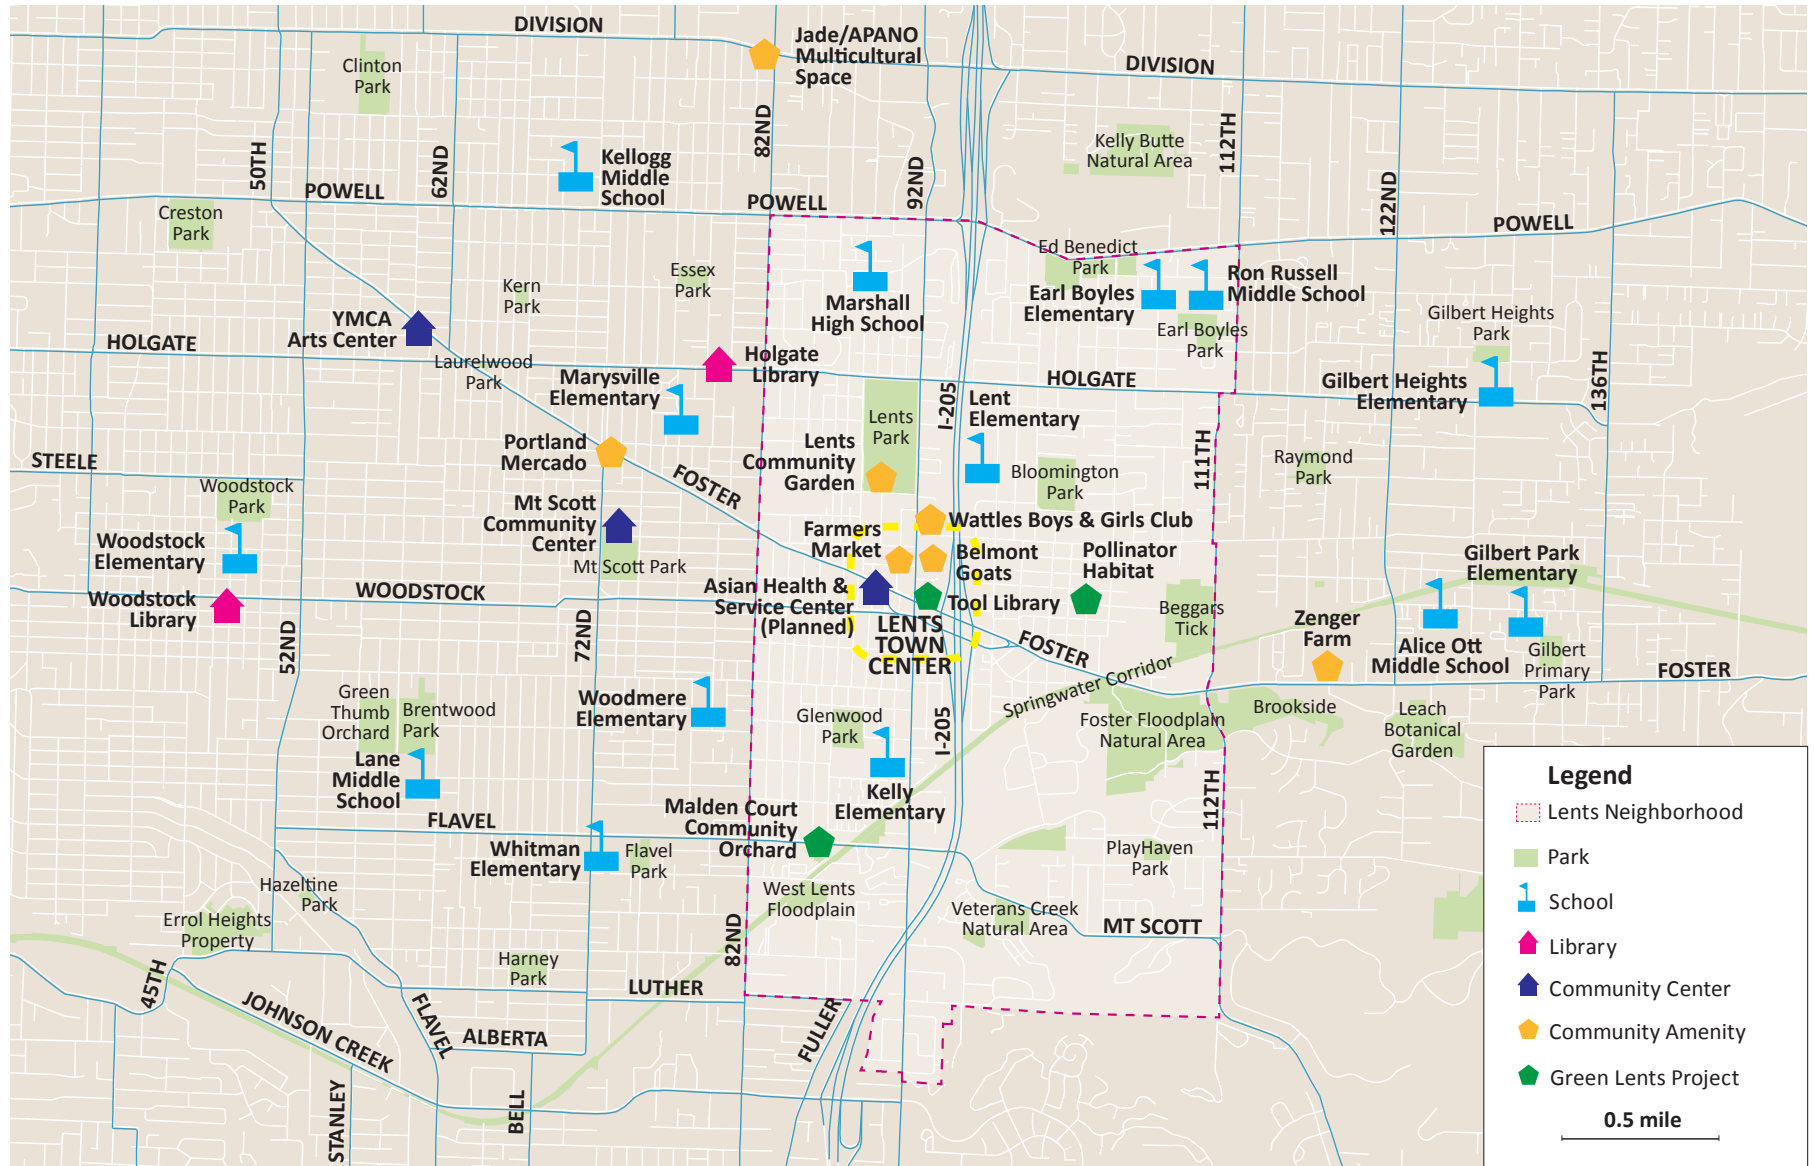 DIVISION
Jade/APANO
Multicultural
Space
DIVISION
Clinton
Park
82ND
112TH
Kelly Butte
Natural Area
50TH
62ND
Kellogg
Middle
School
92ND
122ND
POWELL
POWELL
POWELL
Creston
Park
Ed Benedict
Park
Essex
Park
Kern
Park
Marshall
High School
Earl Boyles
Elementary
Ron Russell
Middle School
Earl Boyles
Park
Gilbert Heights
Park
YMCA
Arts Center
HOLGATE
Laurelwood
Park
Holgate
Library
HOLGATE
136TH
Marysville
Elementary
I-205
Lent
Elementary
Gilbert Heights
Elementary
Lents
Park
Portland
Mercado
Lents
Community
Garden
111TH
STEELE
FOSTER
Bloomington
Park
Raymond
Park
Woodstock
Park
Mt Scott
Community
Center
Farmers
Market
Wattles Boys & Girls Club
Woodstock
Elementary
Belmont
Goats
Pollinator
Habitat
Gilbert Park
Elementary
Mt Scott Park
Woodstock
Library
WOODSTOCK
Asian Health &
Service Center
(Planned)
Tool Library
Beggars
Tick
Zenger
Farm
LENTS
TOWN
CENTER
52ND
72ND
FOSTER
Alice Ott
Middle School
Gilbert
Primary
Park
FOSTER
Springwater Corridor
Green
Thumb
Orchard
Brentwood
Park
Woodmere
Elementary
Glenwood
Park
I-205
Foster Floodplain
Natural Area
Brookside
Leach
Botanical
Garden
Lane
Middle
School
Kelly
Elementary
112TH
Malden Court
Community
Orchard
FLAVEL
Whitman
Elementary
Flavel
Park
PlayHaven
Park
Hazeltine
Park
West Lents
Floodplain
Errol Heights
Property
Veterans Creek
Natural Area
MT SCOTT
82ND
Harney
Park
45TH
LUTHER
JOHNSON CREEK
FLAVEL
ALBERTA
FULLER
STANLEY
BELL
Legend
Lents Neighborhood
Park
School
Library
Community Center
Community Amenity
Green Lents Project
0.5 mile